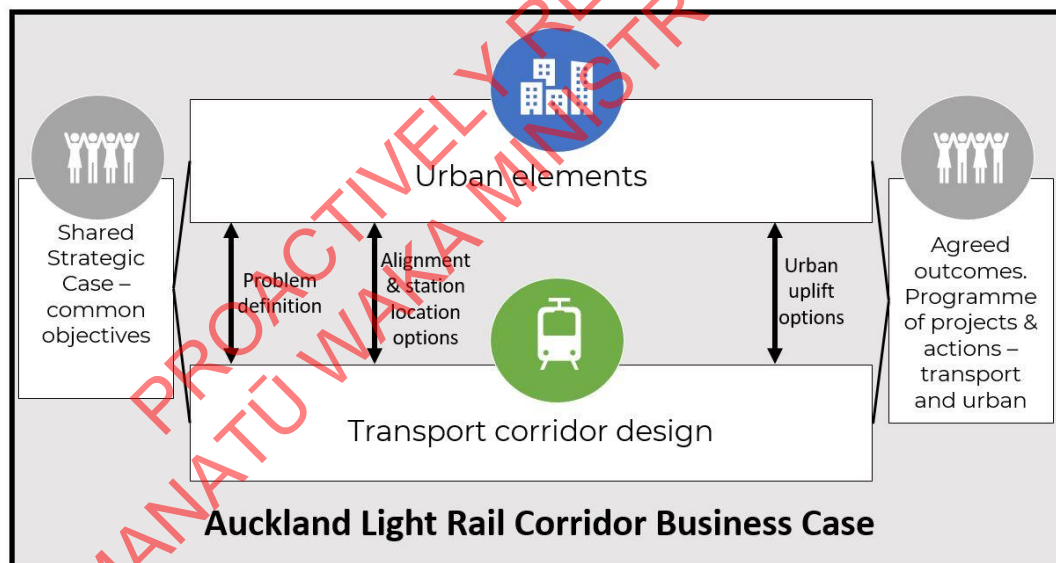 Urban elements
Shared
Strategic
Case –
common
objectives
Problem
definition
Alignment
& station
location
options
Urban
uplift
options
Agreed
outcomes.
Programme
of projects &
actions –
transport
and urban
Transport corridor design
Auckland Light Rail Corridor Business Case
PROACTIVELY RE
MANATŪ WAKA MINISTR